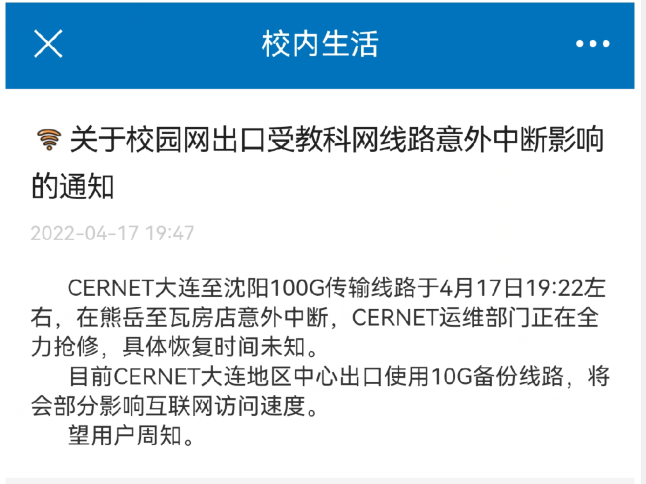 校内生活
关于校园网出口受教科网线路意外中断影响
的通知
2022-04-17 19:47
CERNET大连至沈阳100G传输线路于4月17日19:22左
右，在熊岳至瓦房店意外中断，CERNET运维部门正在全
力抢修，具体恢复时间未知。
目前CERNET大连地区中心出口使用10G备份线路，将
会部分影响互联网访问速度。
望用户周知。